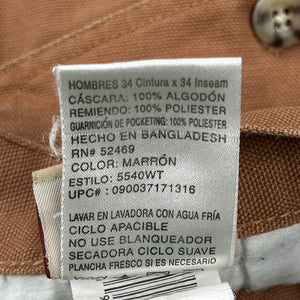 HOMBRES 34 Cintura x 34 Inseam
CÁSCARA: 100% ALGODÓN
REMIENDO: 100% POLIESTER
GUARNICIÓN DE POCKETING: 100% POLIESTER
HECHO EN BANGLADESH
RN# 52469
COLOR: MARRÓN
ESTILO: 5540WT
UPC# : 090037171316
LAVAR EN LAVADORA CON AGUA FRÍA
CICLO APACIBLE
NO USE BLANQUEADOR
SECADORA CICLO SUAVE
PLANCHA FRESCO SI ES NECESARIO